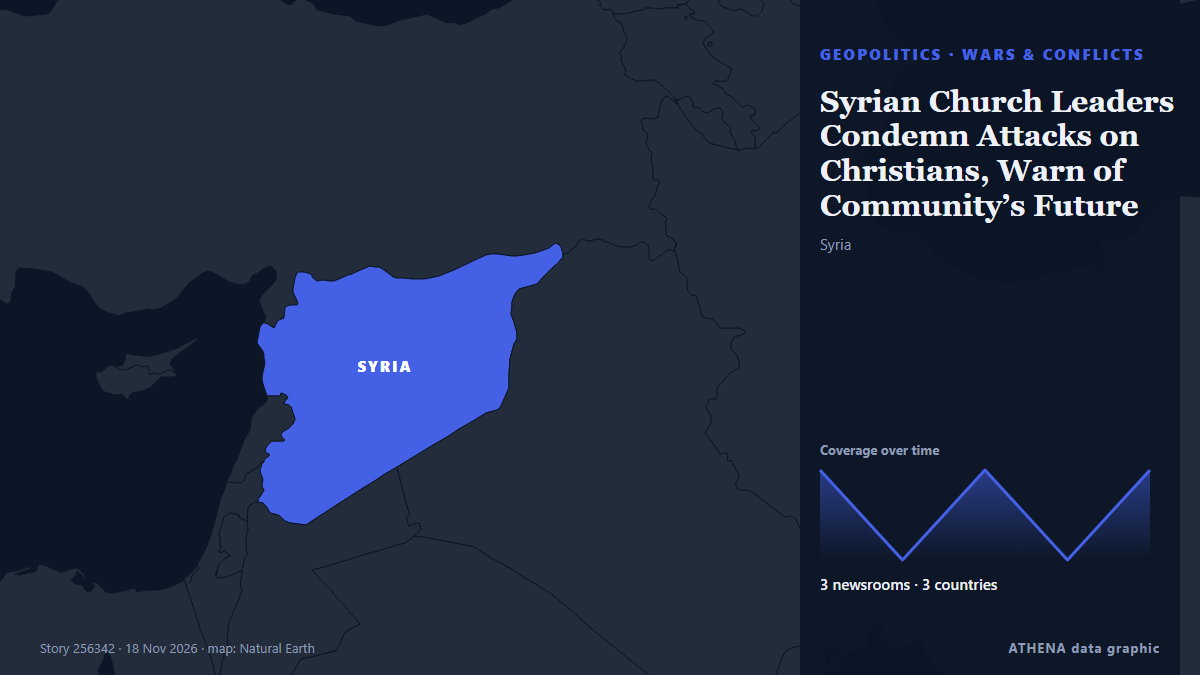 GEOPOLITICS · WARS & CONFLICTS
Syrian Church Leaders
Condemn Attacks on
Christians, Warn of
Community’s Future
Syria
SYRIA
Coverage over time
3 newsrooms · 3 countries
Story 256342 · 18 Nov 2026 · map: Natural Earth
ATHENA data graphic